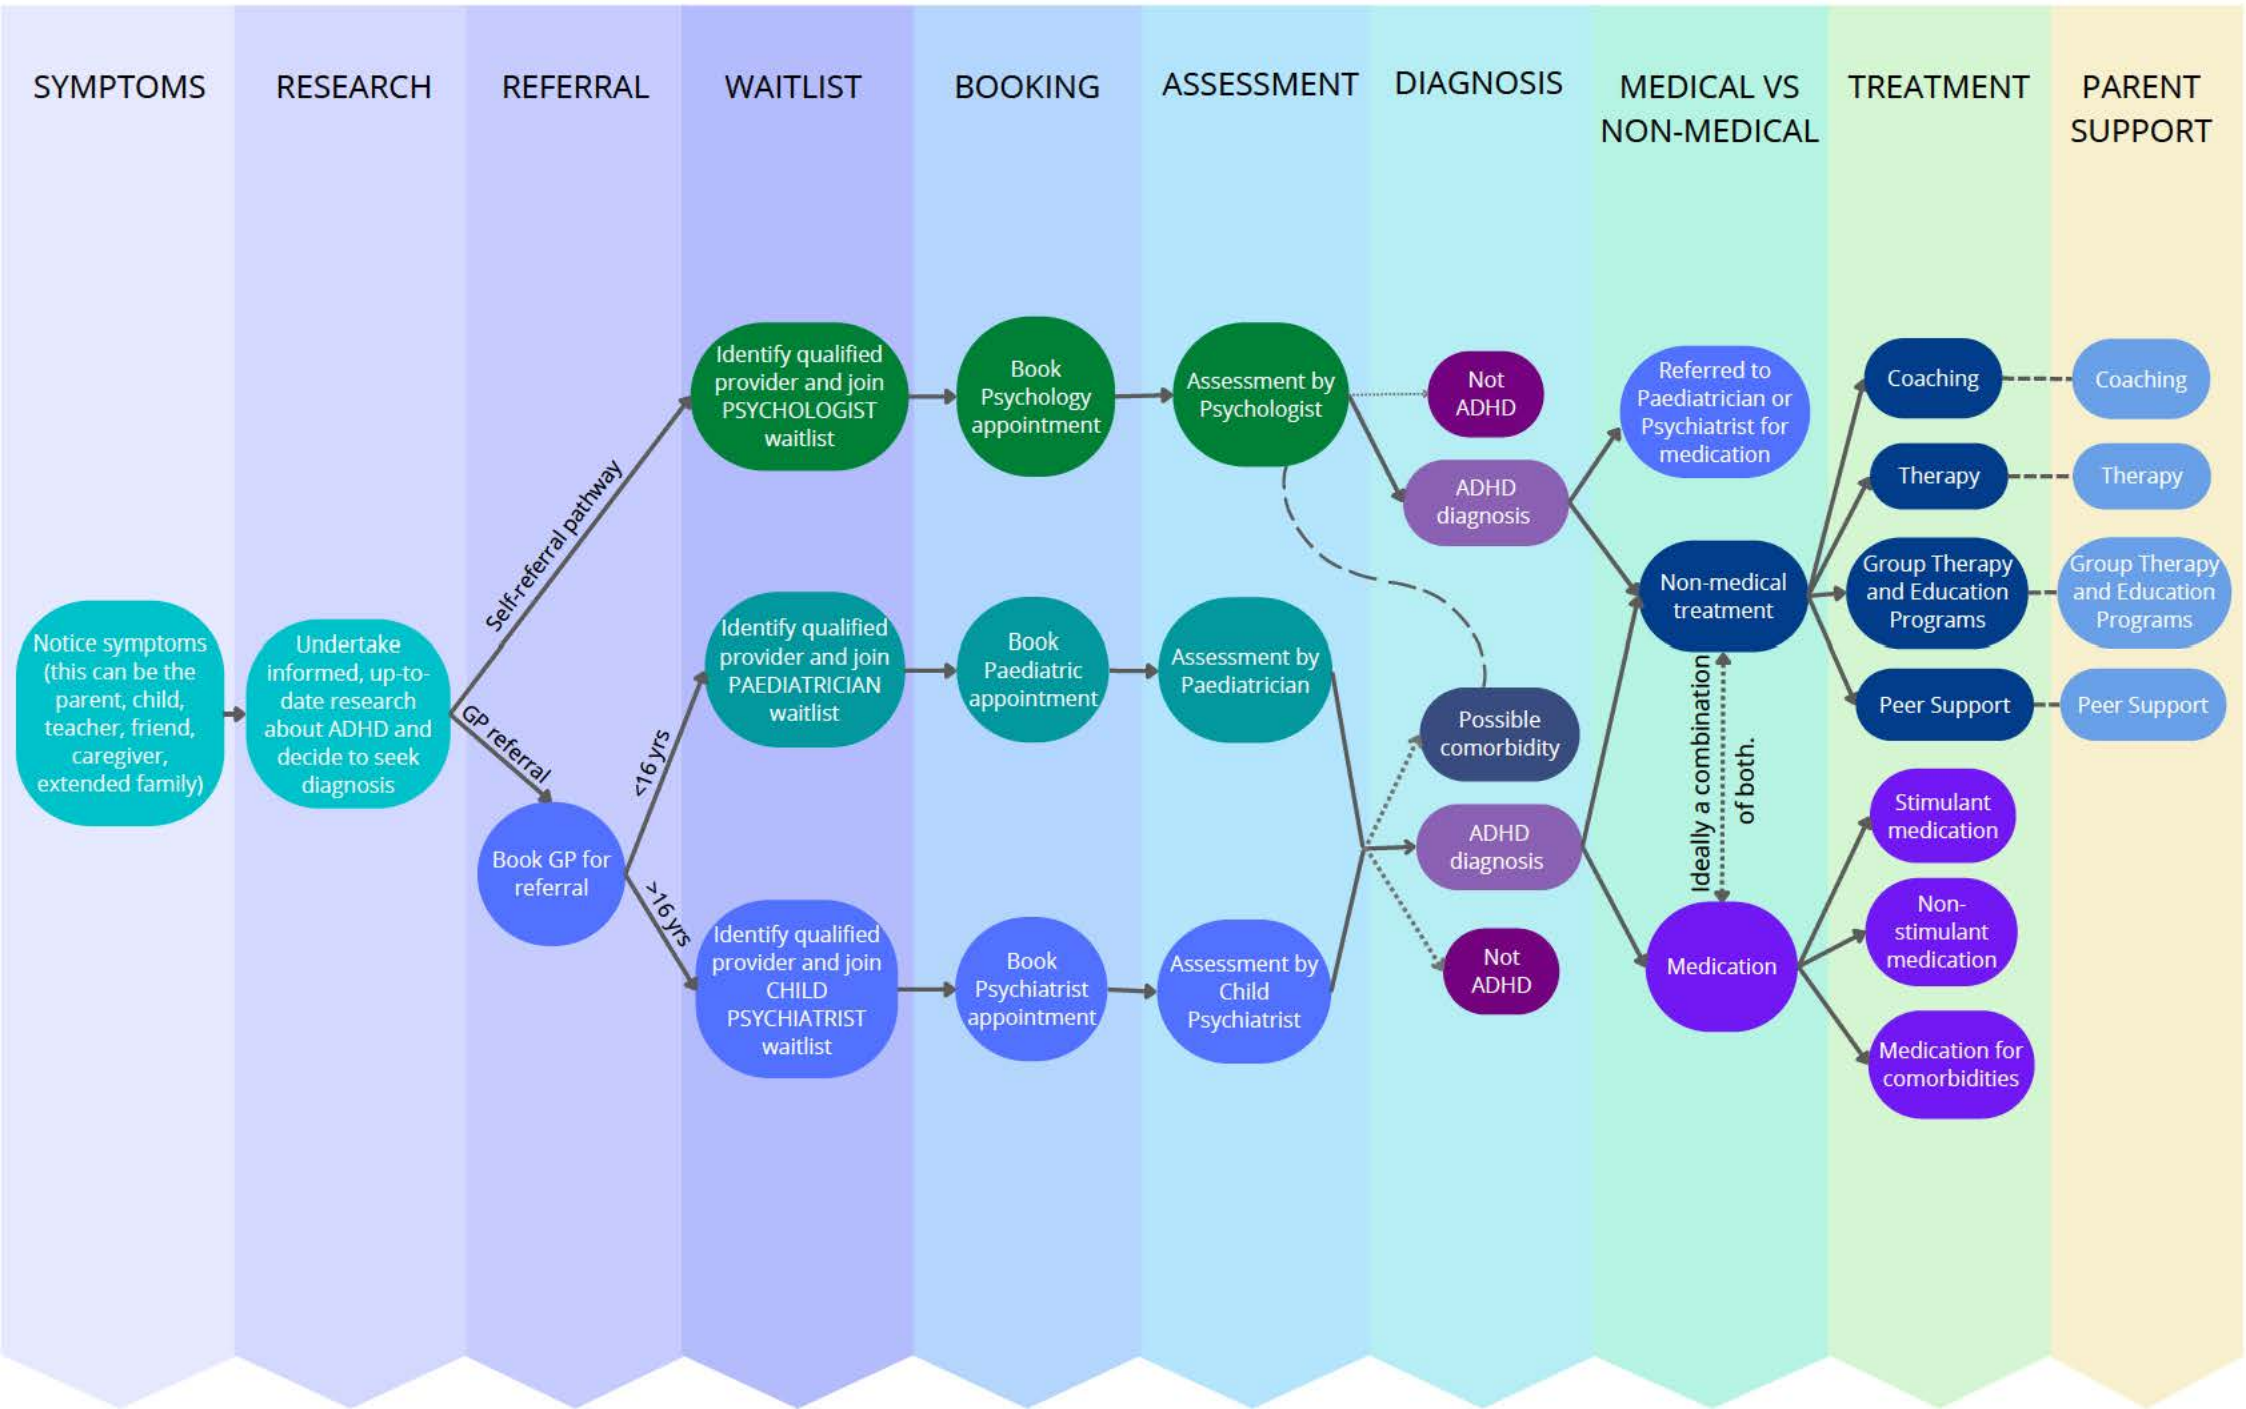 SYMPTOMS
RESEARCH
REFERRAL
WAITLIST
BOOKING
ASSESSMENT
DIAGNOSIS
MEDICAL VS
NON-MEDICAL
TREATMENT
PARENT
SUPPORT
Notice symptoms
(this can be the
parent, child,
teacher, friend,
caregiver,
extended family)
Undertake
informed, up-to-
date research
about ADHD and
decide to seek
diagnosis
Self-referral pathway
GP referral
Book GP for
referral
<16 yrs
>16 yrs
Identify qualified
provider and join
PSYCHOLOGIST
waitlist
Identify qualified
provider and join
PAEDIATRICIAN
waitlist
Identify qualified
provider and join
CHILD
PSYCHIATRIST
waitlist
Book
Psychology
appointment
Book
Paediatric
appointment
Book
Psychiatrist
appointment
Assessment by
Psychologist
Assessment by
Paediatrician
Assessment by
Child
Psychiatrist
Not
ADHD
ADHD
diagnosis
Possible
comorbidity
ADHD
diagnosis
Not
ADHD
Referred to
Paediatrician or
Psychiatrist for
medication
Non-medical
treatment
Ideally a combination
of both.
Medication
Coaching
Therapy
Group Therapy
and Education
Programs
Peer Support
Stimulant
medication
Non-
stimulant
medication
Medication for
comorbidities
Coaching
Therapy
Group Therapy
and Education
Programs
Peer Support